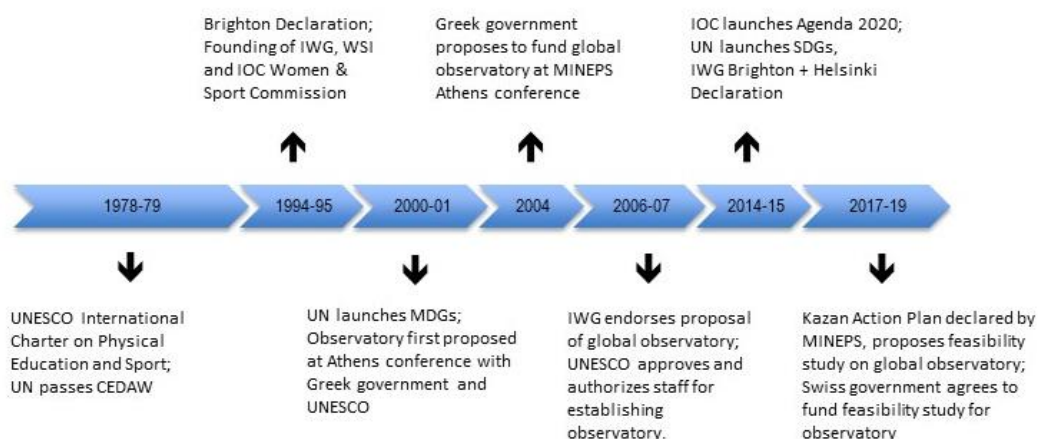 Brighton Declaration;
Founding of IWG, WSI
and IOC Women &
Sport Commission
Greek government
proposes to fund global
observatory at MINEPS
Athens conference
IOC launches Agenda 2020;
UN launches SDGs,
IWG Brighton + Helsinki
Declaration
1978-79
1994-95
2000-01
2004
2006-07
2014-15
2017-19
UNESCO International
Charter on Physical
Education and Sport;
UN passes CEDAW
UN launches MDGs;
Observatory first proposed
at Athens conference with
Greek government and
UNESCO
IWG endorses proposal
of global observatory;
UNESCO approves and
authorizes staff for
establishing
observatory.
Kazan Action Plan declared by
MINEPS, proposes feasibility
study on global observatory;
Swiss government agrees to
fund feasibility study for
observatory